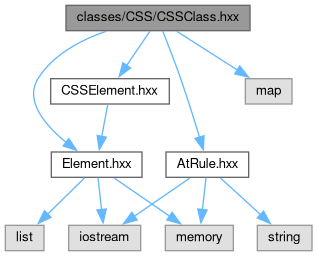 classes/CSS/CSSClass.hxx
CSSElement.hxx
map
Element.hxx
AtRule.hxx
list
iostream
memory
string